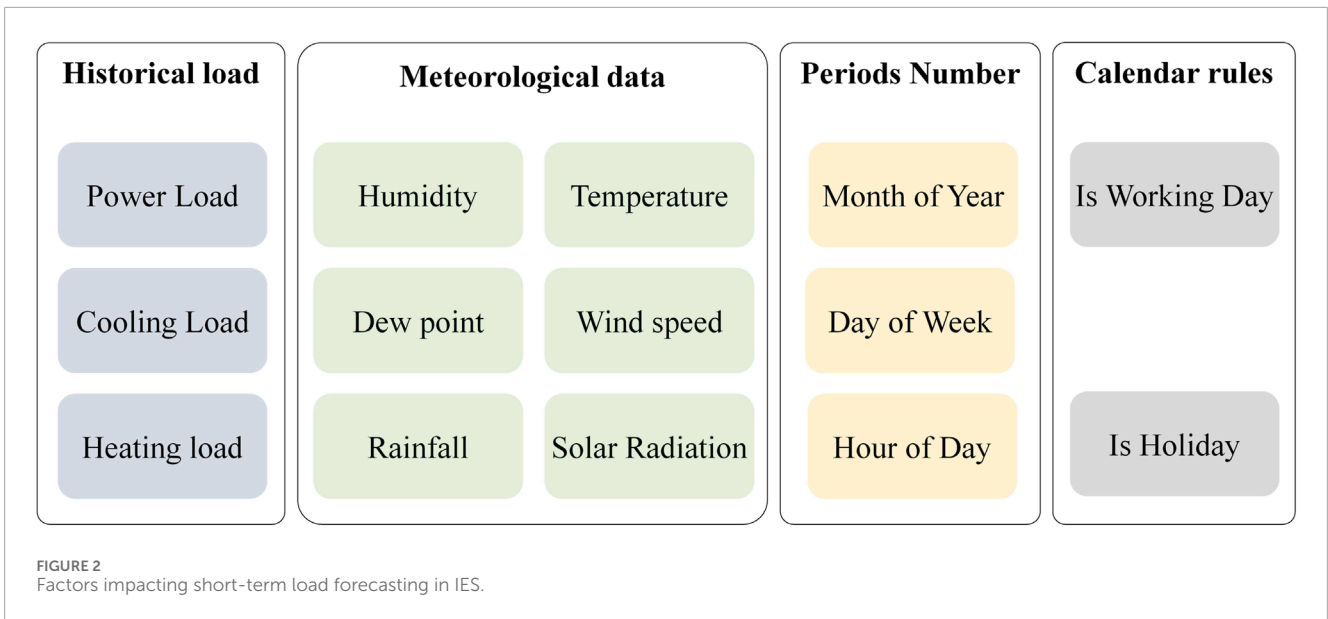 Historical load
Power Load
Cooling Load
Heating load
Meteorological data
Humidity
Temperature
Dew point
Wind speed
Rainfall
Solar Radiation
Periods Number
Month of Year
Day of Week
Hour of Day
Calendar rules
Is Working Day
Is Holiday
FIGURE 2
Factors impacting short-term load forecasting in IES.